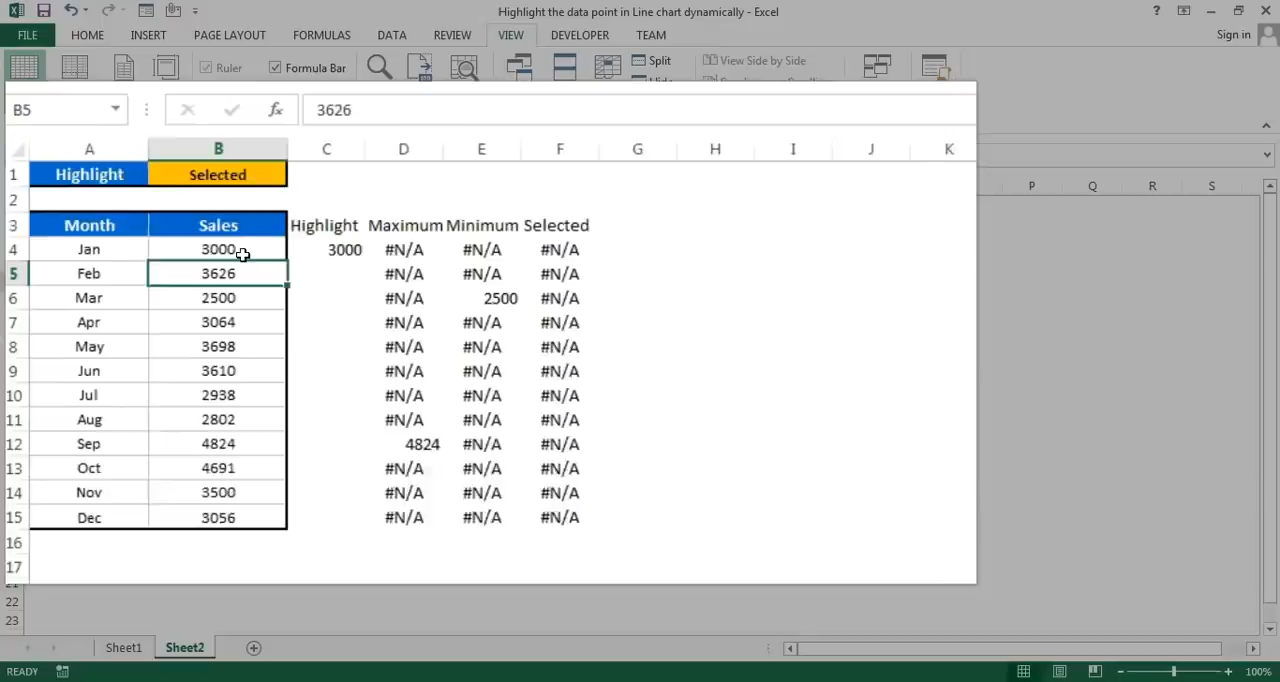 Highlight the data point in Line chart dynamically - Excel
FILE HOME INSERT PAGE LAYOUT FORMULAS DATA REVIEW VIEW DEVELOPER TEAM Sign in
Ruler Formula Bar Split View Side by Side
B5 fx 3626
A B C D E F G H I J K P Q R S
1 Highlight Selected
2
3 Month Sales Highlight Maximum Minimum Selected
4 Jan 3000 3000 #N/A #N/A #N/A
5 Feb 3626 #N/A #N/A #N/A
6 Mar 2500 #N/A 2500 #N/A
7 Apr 3064 #N/A #N/A #N/A
8 May 3698 #N/A #N/A #N/A
9 Jun 3610 #N/A #N/A #N/A
10 Jul 2938 #N/A #N/A #N/A
11 Aug 2802 #N/A #N/A #N/A
12 Sep 4824 4824 #N/A #N/A
13 Oct 4691 #N/A #N/A #N/A
14 Nov 3500 #N/A #N/A #N/A
15 Dec 3056 #N/A #N/A #N/A
16
17
22
23
Sheet1 Sheet2
READY 100%